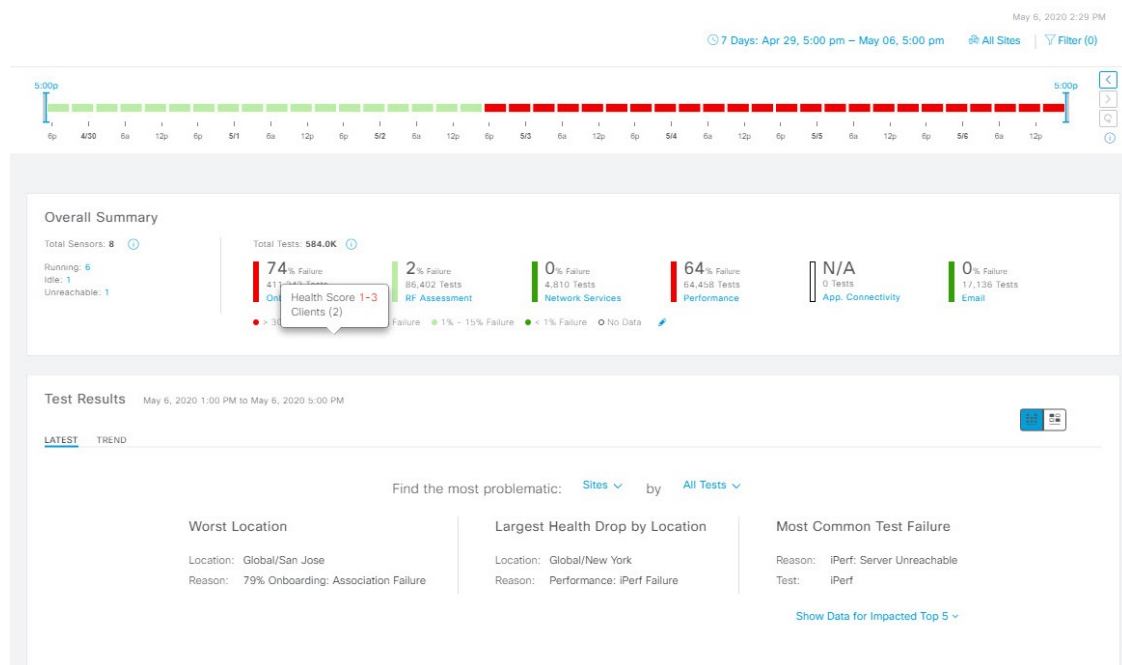 May 6, 2020 2:29 PM
7 Days: Apr 29, 5:00 pm – May 06, 5:00 pm All Sites Filter (0)
5:00p 5:00p
6p 4/30 6a 12p 6p 5/1 6a 12p 6p 5/2 6a 12p 6p 5/3 6a 12p 6p 5/4 6a 12p 6p 5/5 6a 12p 6p 5/6 6a 12p
Overall Summary
Total Sensors: 8
Total Tests: 584.0K
Running: 6
Idle: 1
Unreachable: 1
74% Failure 2% Failure 0% Failure 64% Failure N/A 0% Failure
86,402 Tests 4,810 Tests 64,458 Tests 0 Tests 17,136 Tests
RF Assessment Network Services Performance App. Connectivity Email
Health Score 1-3
Clients (2)
Failure 1% - 15% Failure < 1% Failure No Data
Test Results May 6, 2020 1:00 PM to May 6, 2020 5:00 PM
LATEST TREND
Find the most problematic: Sites by All Tests
Worst Location Largest Health Drop by Location Most Common Test Failure
Location: Global/San Jose Location: Global/New York Reason: iPerf: Server Unreachable
Reason: 79% Onboarding: Association Failure Reason: Performance: iPerf Failure Test: iPerf
Show Data for Impacted Top 5